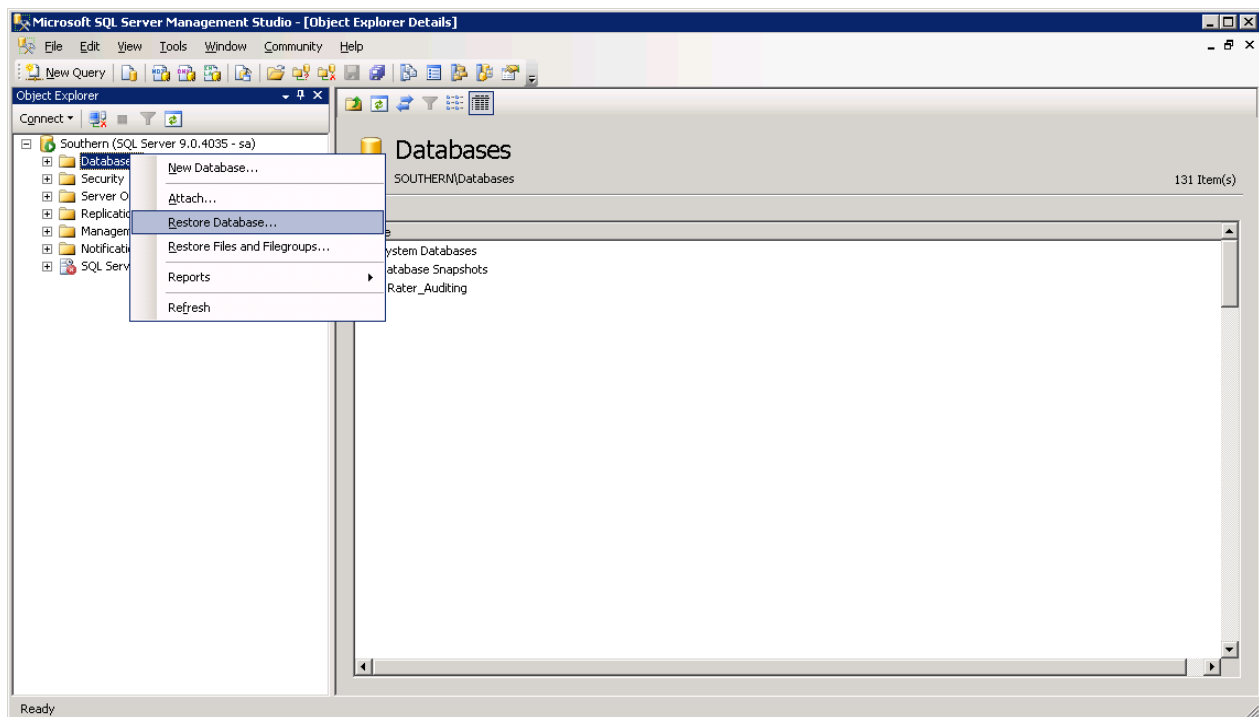 Microsoft SQL Server Management Studio - [Object Explorer Details]
File Edit View Tools Window Community Help
New Query
Object Explorer
Connect
Southern (SQL Server 9.0.4035 - sa)
Database
Security
Server O
Replicatio
Managem
Notificati
SQL Serv
New Database...
Attach...
Restore Database...
Restore Files and Filegroups...
Reports
Refresh
Databases
SOUTHERN\Databases
131 Item(s)
e
ystem Databases
atabase Snapshots
Rater_Auditing
Ready